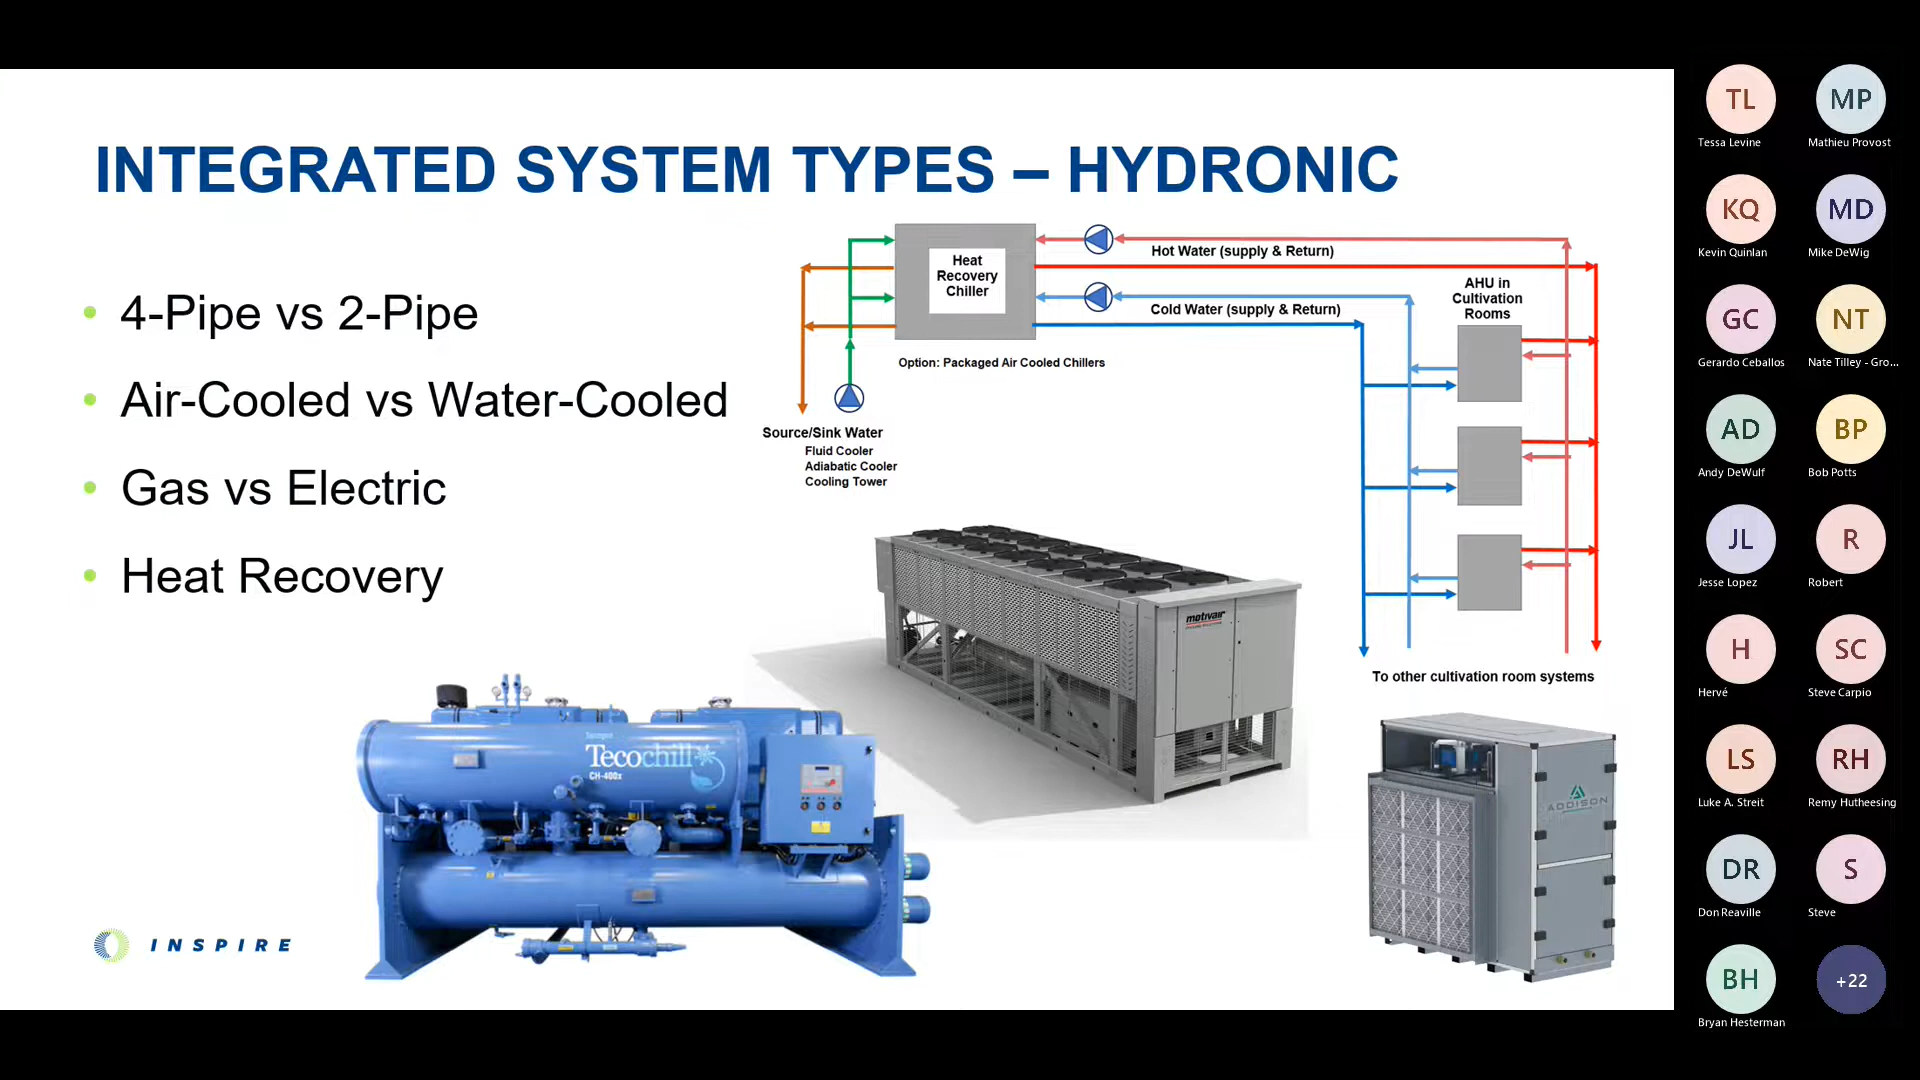 INTEGRATED SYSTEM TYPES – HYDRONIC
• 4-Pipe vs 2-Pipe
• Air-Cooled vs Water-Cooled
• Gas vs Electric
• Heat Recovery
Heat
Recovery
Chiller
Hot Water (supply & Return)
Cold Water (supply & Return)
Option: Packaged Air Cooled Chillers
AHU in
Cultivation
Rooms
Source/Sink Water
Fluid Cooler
Adiabatic Cooler
Cooling Tower
To other cultivation room systems
motivair
Tecochill
CH-400x
ADDISON
INSPIRE
TL
Tessa Levine
MP
Mathieu Provost
KQ
Kevin Quinlan
MD
Mike DeWig
GC
Gerardo Ceballos
NT
Nate Tilley - Gro...
AD
Andy DeWulf
BP
Bob Potts
JL
Jesse Lopez
R
Robert
H
Hervé
SC
Steve Carpio
LS
Luke A. Streit
RH
Remy Hutheesing
DR
Don Reaville
S
Steve
BH
Bryan Hesterman
+22